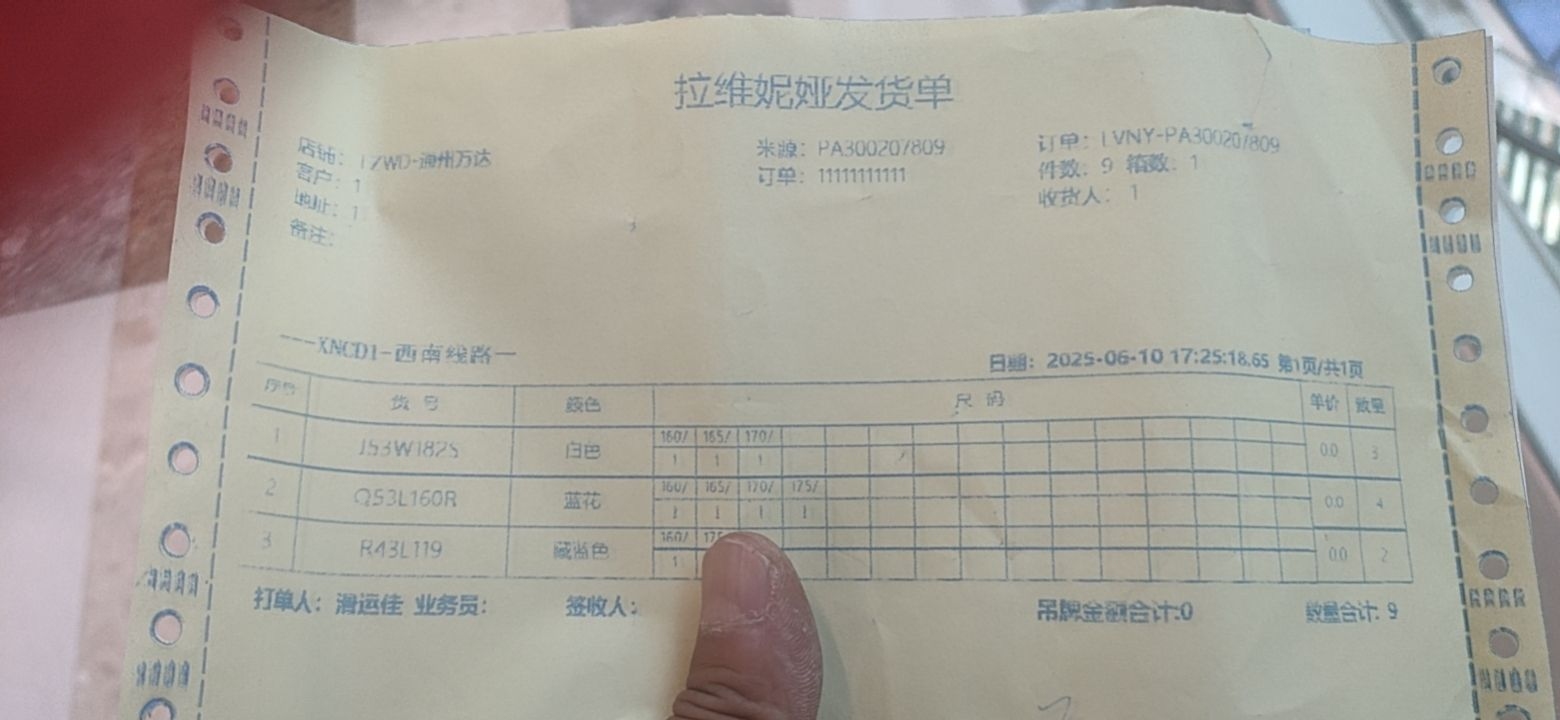 拉维妮娅发货单
店铺: LZWD-通州万达 来源: PA300207809 订单: LVNY-PA300207809
客户: 1 订单: 11111111111 件数: 9 箱数: 1
地址: 1 收货人: 1
备注:
---XNCD1-西南线路—
日期: 2025-06-10 17:25:18.65 第1页/共1页
序号 货 号 颜色 尺 码 单价 数量
1 J53W182S 白色 160/ 165/ 170/ 0.0 3
1 1 1
2 Q53L160R 蓝花 160/ 165/ 170/ 175/ 0.0 4
1 1 1 1
3 R43L119 藏蓝色 160/ 175 0.0 2
1
打单人: 滑运佳 业务员: 签收人: 吊牌金额合计:0 数量合计: 9